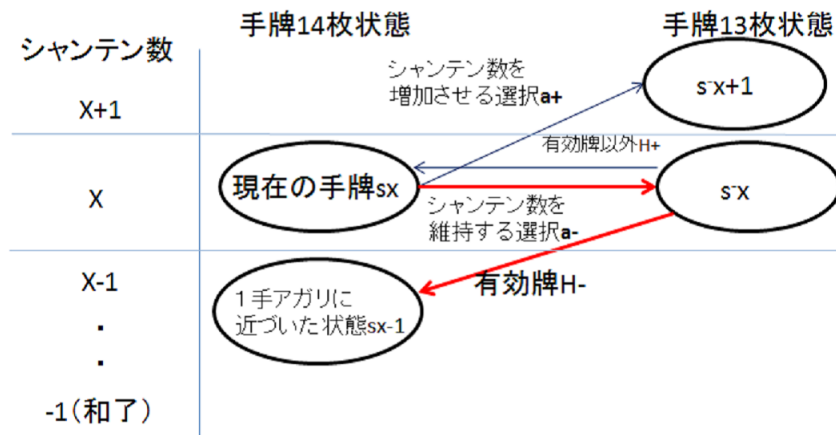 手牌14枚状態
手牌13枚状態
シャンテン数
シャンテン数を
増加させる選択a+
s⁻x+1
X+1
有効牌以外H+
現在の手牌sx
s⁻x
X
シャンテン数を
維持する選択a-
X-1
有効牌H-
１手アガリに
近づいた状態sx-1
・
・
-1（和了）